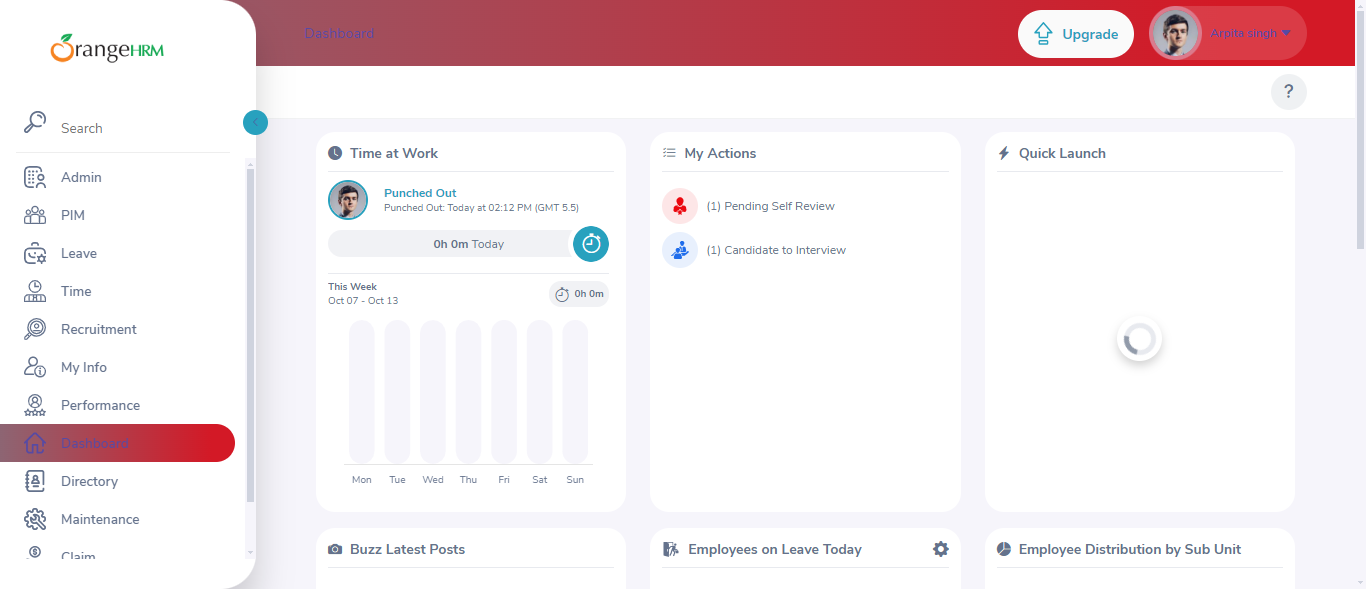 OrangeHRM
Search
Admin
PIM
Leave
Time
Recruitment
My Info
Performance
Dashboard
Directory
Maintenance
Claim
Dashboard
Upgrade
Arpita singh
?
Time at Work
Punched Out
Punched Out: Today at 02:12 PM (GMT 5.5)
0h 0m Today
This Week
Oct 07 - Oct 13
0h 0m
Mon Tue Wed Thu Fri Sat Sun
My Actions
(1) Pending Self Review
(1) Candidate to Interview
Quick Launch
Buzz Latest Posts
Employees on Leave Today
Employee Distribution by Sub Unit